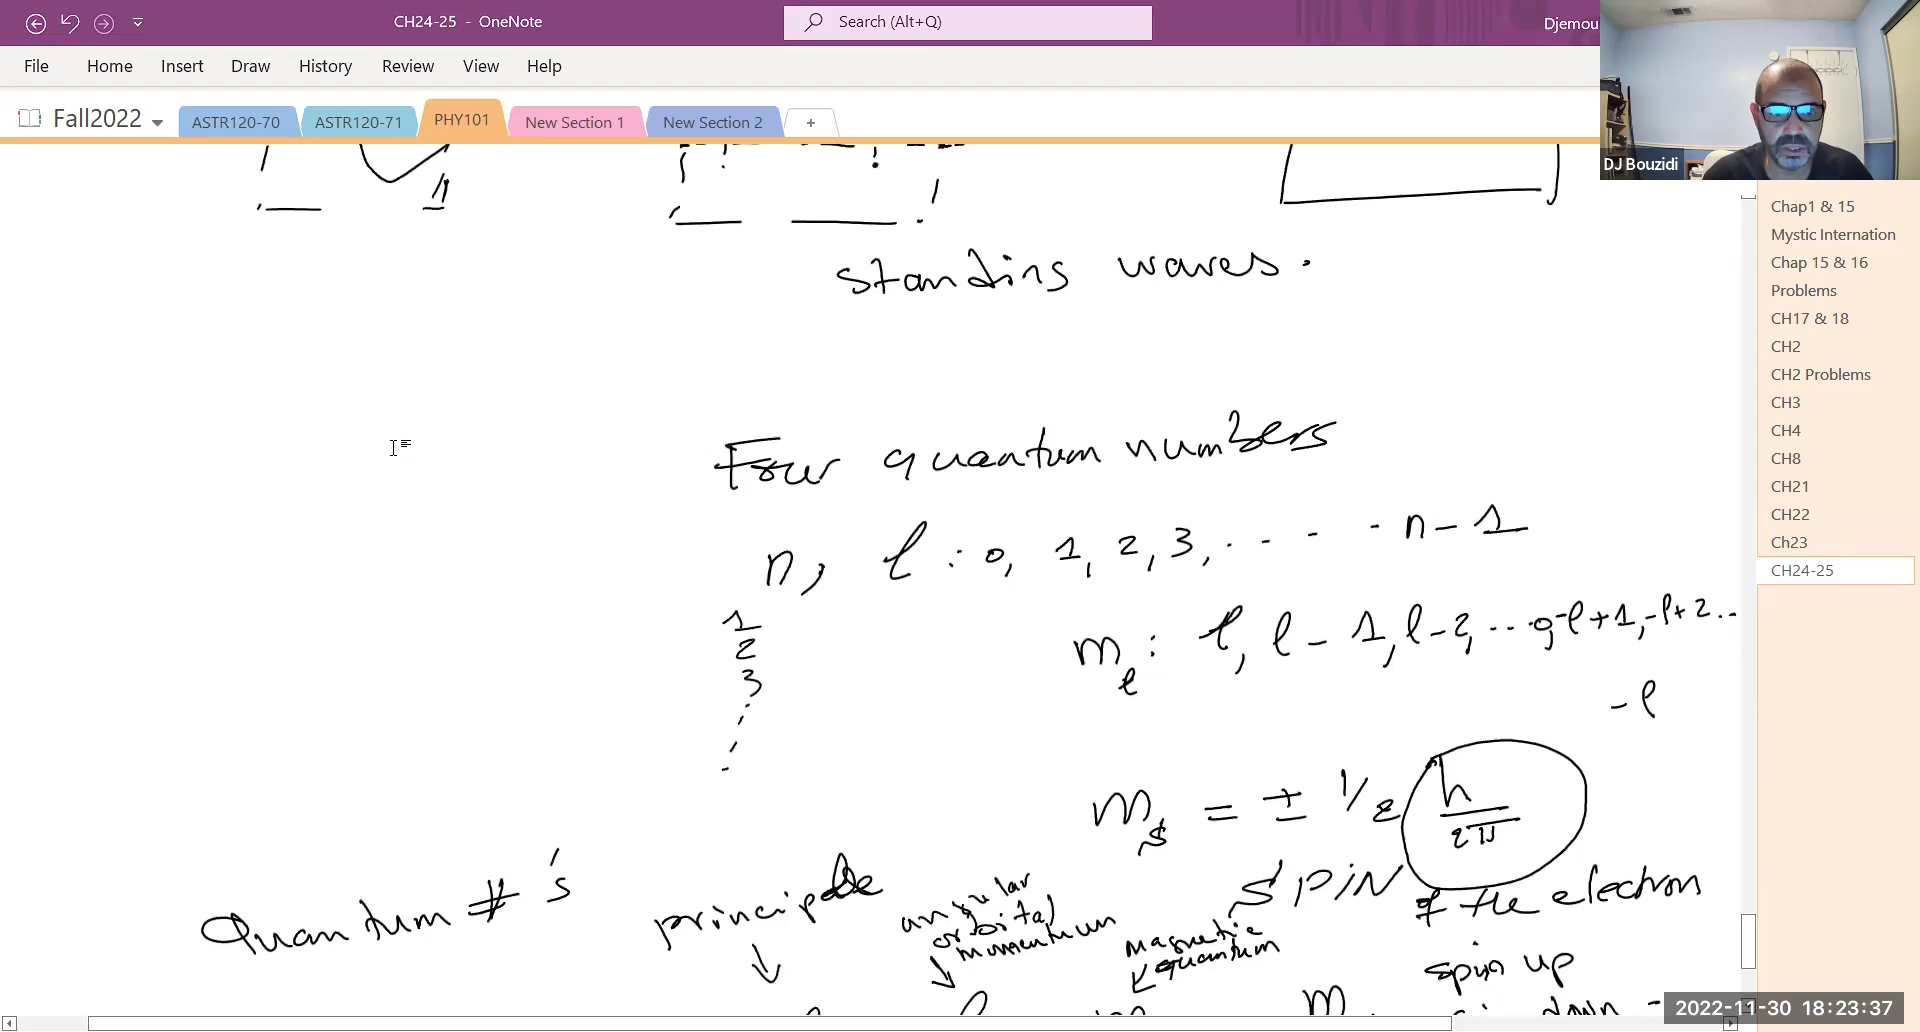 CH24-25 - OneNote
Search (Alt+Q)
Djemou
File Home Insert Draw History Review View Help
Fall2022 ASTR120-70 ASTR120-71 PHY101 New Section 1 New Section 2 +
DJ Bouzidi
Chap1 & 15
Mystic Internation
Chap 15 & 16
Problems
CH17 & 18
CH2
CH2 Problems
CH3
CH4
CH8
CH21
CH22
Ch23
CH24-25
standing waves.
Four quantum numbers
n, l : 0, 1, 2, 3, . . . . n - 1
1
2
3
m l : l, l - 1, l - 2, ... 0, -l + 1, -l + 2 ..
- l
m s = ± 1/2 h / 2π
SPIN of the electron
Quantum # 's
principle
angular
orbital
momentum
magnetic
quantum
spin up
m
down -
2022-11-30 18:23:37